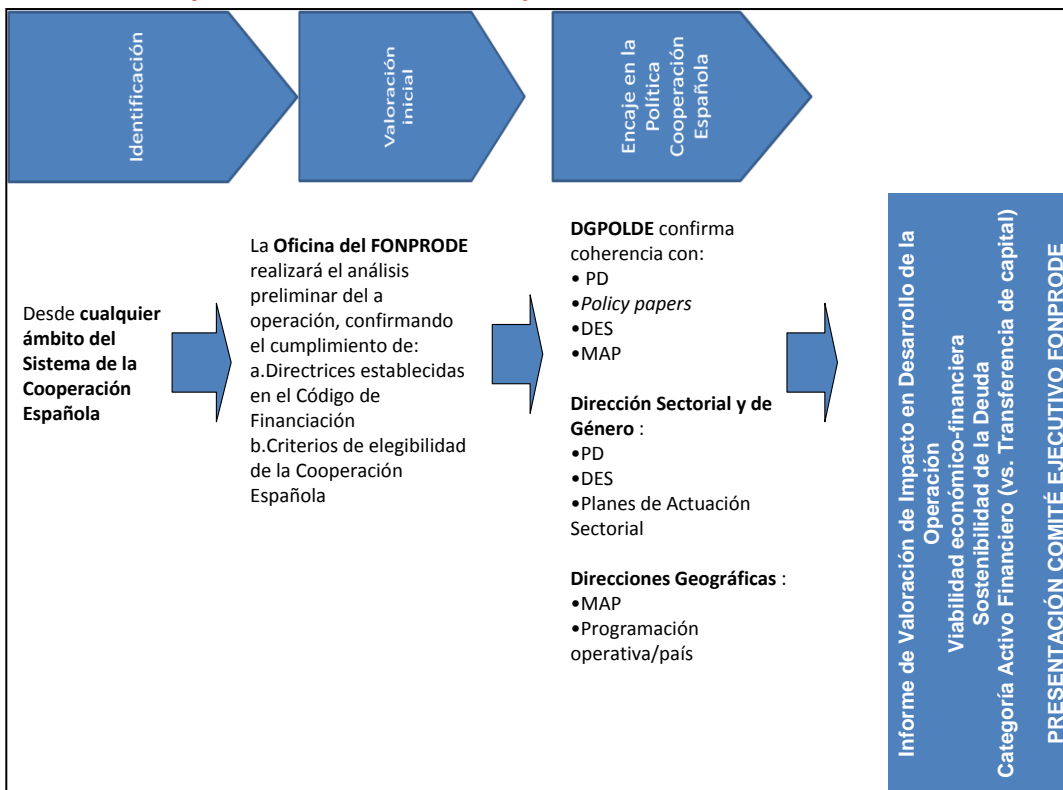 Identificación
Valoración
inicial
Encaje en la
Política
Cooperación
Española
Desde cualquier
ámbito del
Sistema de la
Cooperación
Española
La Oficina del FONPRODE
realizará el análisis
preliminar del a
operación, confirmando
el cumplimiento de:
a.Directrices establecidas
en el Código de
Financiación
b.Criterios de elegibilidad
de la Cooperación
Española
DGPOLDE confirma
coherencia con:
• PD
•Policy papers
•DES
•MAP
Dirección Sectorial y de
Género :
•PD
•DES
•Planes de Actuación
Sectorial
Direcciones Geográficas :
•MAP
•Programación
operativa/país
Informe de Valoración de Impacto en Desarrollo de la
Operación
Viabilidad económico-financiera
Sostenibilidad de la Deuda
Categoría Activo Financiero (vs. Transferencia de capital)
PRESENTACIÓN COMITÉ EJECUTIVO FONPRODE